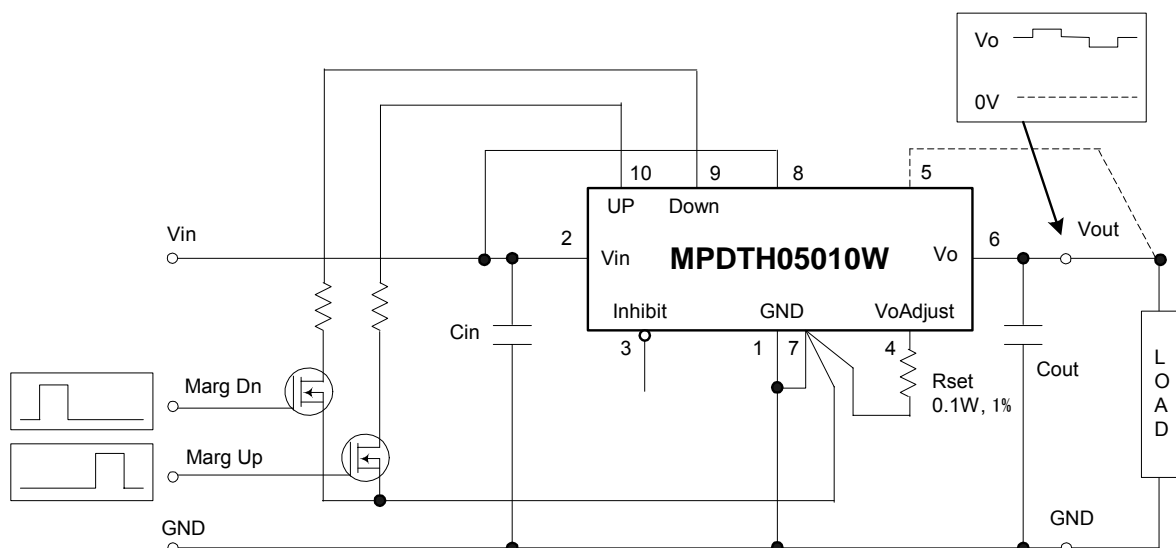 Vo
0V
10
9
8
5
UP
Down
Vin
2
Vin
MPDTH05010W
Vo
6
Vout
Inhibit
GND
VoAdjust
Cin
3
1
7
4
Rset
0.1W, 1%
Cout
LOAD
Marg Dn
Marg Up
GND
GND